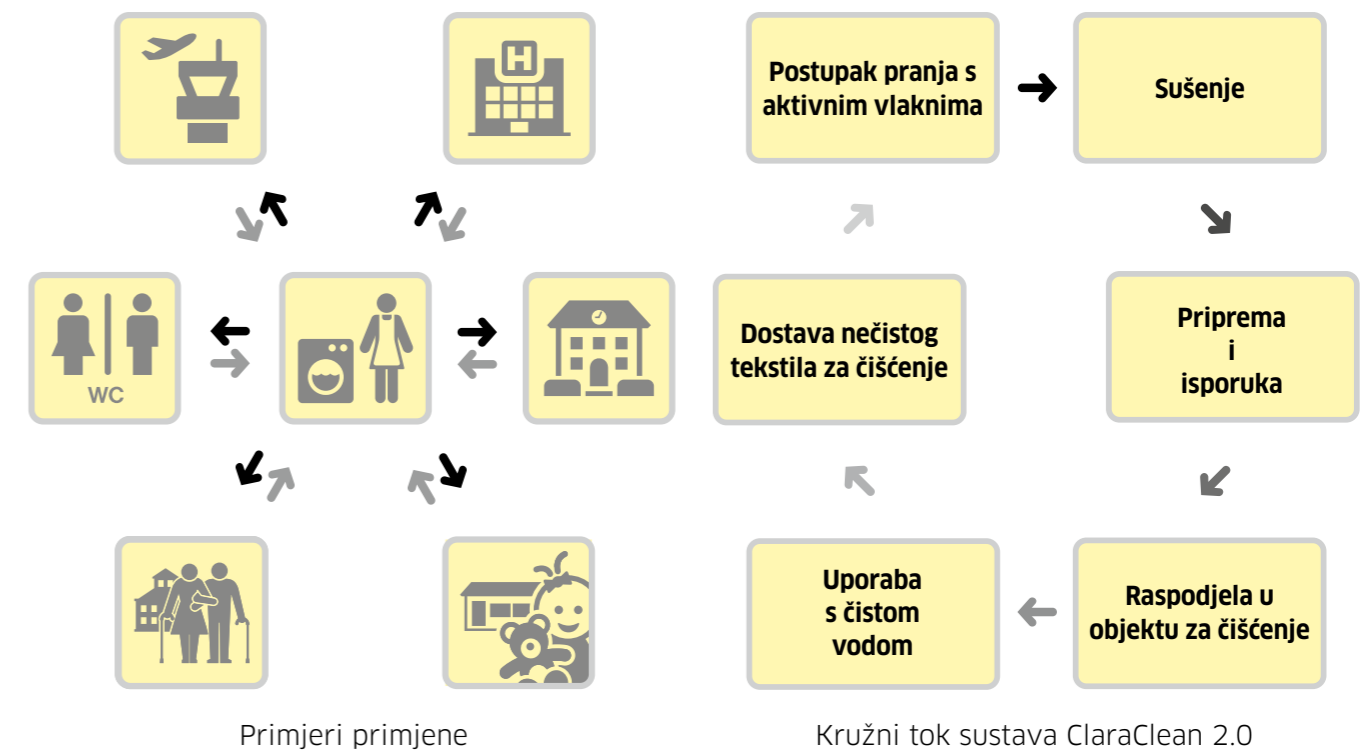 H
WC
Primjeri primjene
Postupak pranja s
aktivnim vlaknima
Sušenje
Priprema
i
isporuka
Raspodjela u
objektu za čišćenje
Uporaba
s čistom
vodom
Dostava nečistog
tekstila za čišćenje
Kružni tok sustava ClaraClean 2.0